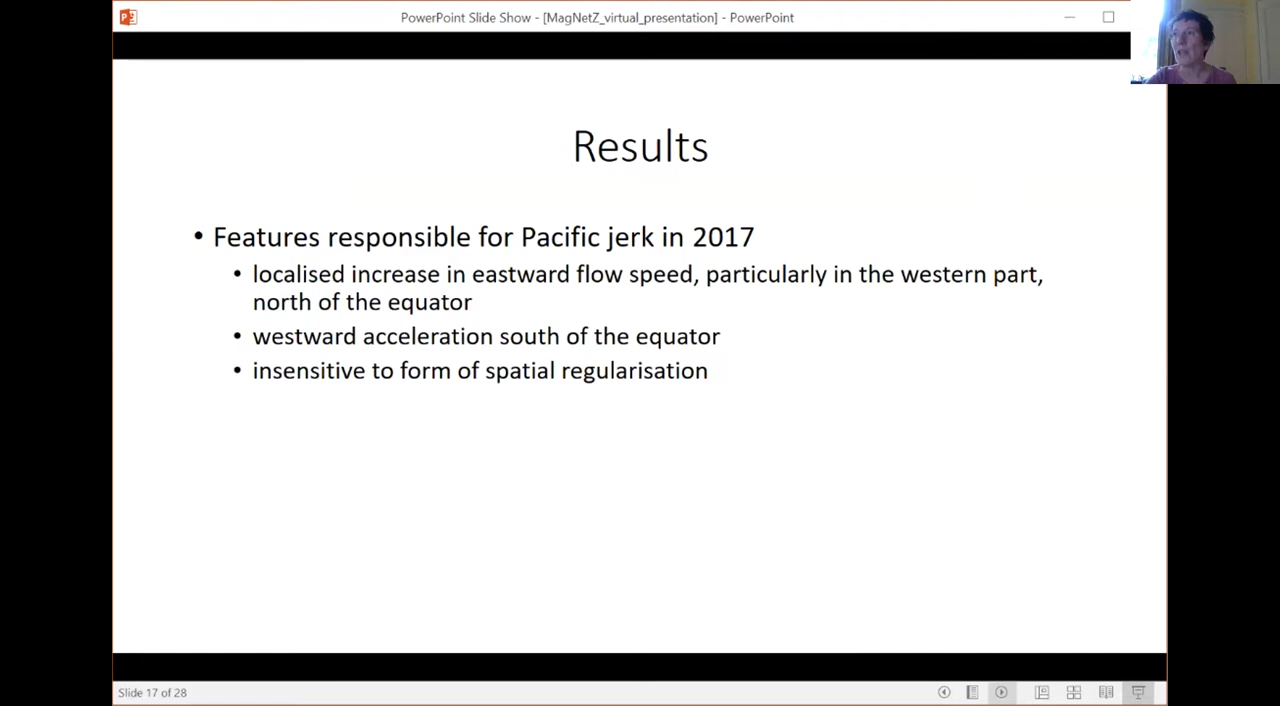 PowerPoint Slide Show - [MagNetZ_virtual_presentation] - PowerPoint
Results
• Features responsible for Pacific jerk in 2017
• localised increase in eastward flow speed, particularly in the western part,
north of the equator
• westward acceleration south of the equator
• insensitive to form of spatial regularisation
Slide 17 of 28